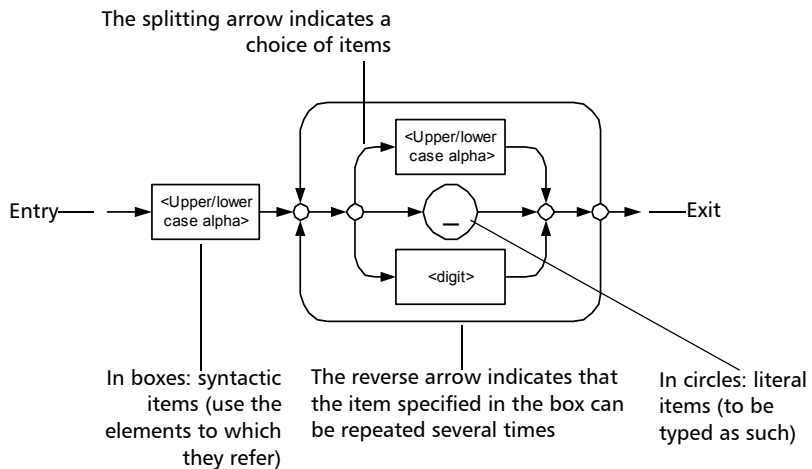 The splitting arrow indicates a
choice of items
<Upper/lower
case alpha>
Entry
<Upper/lower
case alpha>
_
Exit
<digit>
In boxes: syntactic
items (use the
elements to which
they refer)
The reverse arrow indicates that
the item specified in the box can
be repeated several times
In circles: literal
items (to be
typed as such)